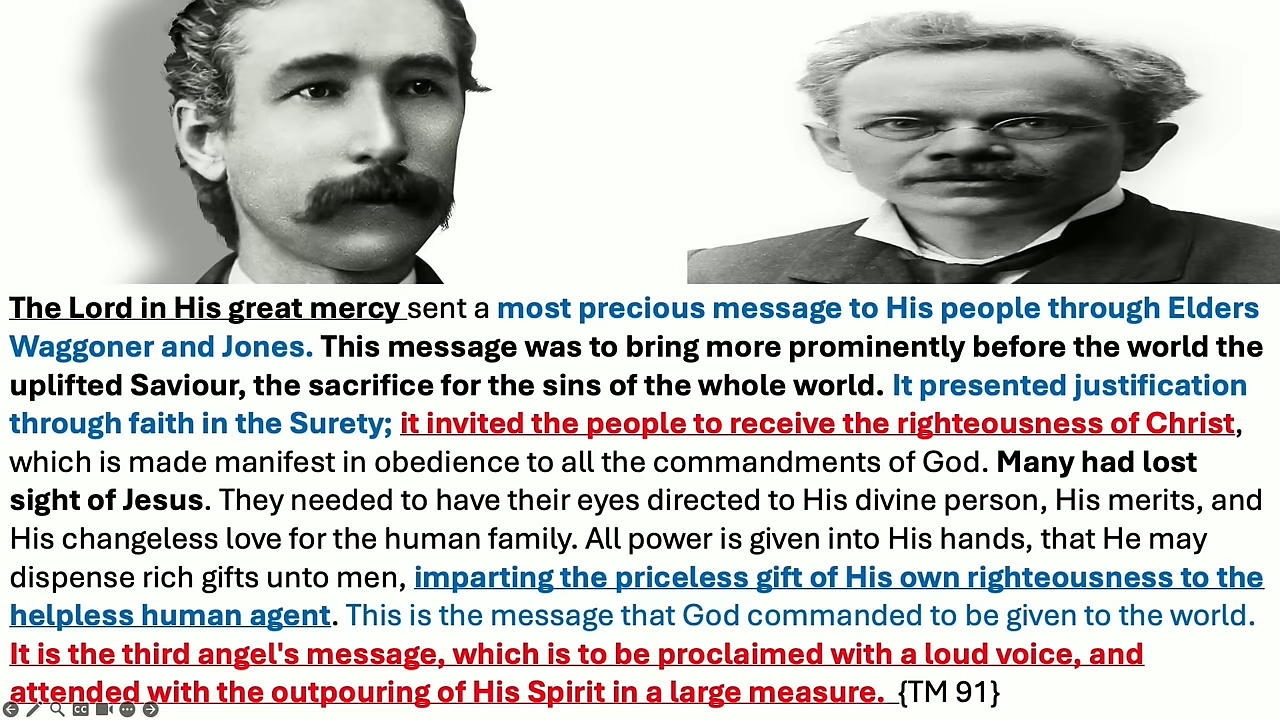 The Lord in His great mercy sent a most precious message to His people through Elders
Waggoner and Jones. This message was to bring more prominently before the world the
uplifted Saviour, the sacrifice for the sins of the whole world. It presented justification
through faith in the Surety; it invited the people to receive the righteousness of Christ,
which is made manifest in obedience to all the commandments of God. Many had lost
sight of Jesus. They needed to have their eyes directed to His divine person, His merits, and
His changeless love for the human family. All power is given into His hands, that He may
dispense rich gifts unto men, imparting the priceless gift of His own righteousness to the
helpless human agent. This is the message that God commanded to be given to the world.
It is the third angel's message, which is to be proclaimed with a loud voice, and
attended with the outpouring of His Spirit in a large measure. {TM 91}
CC